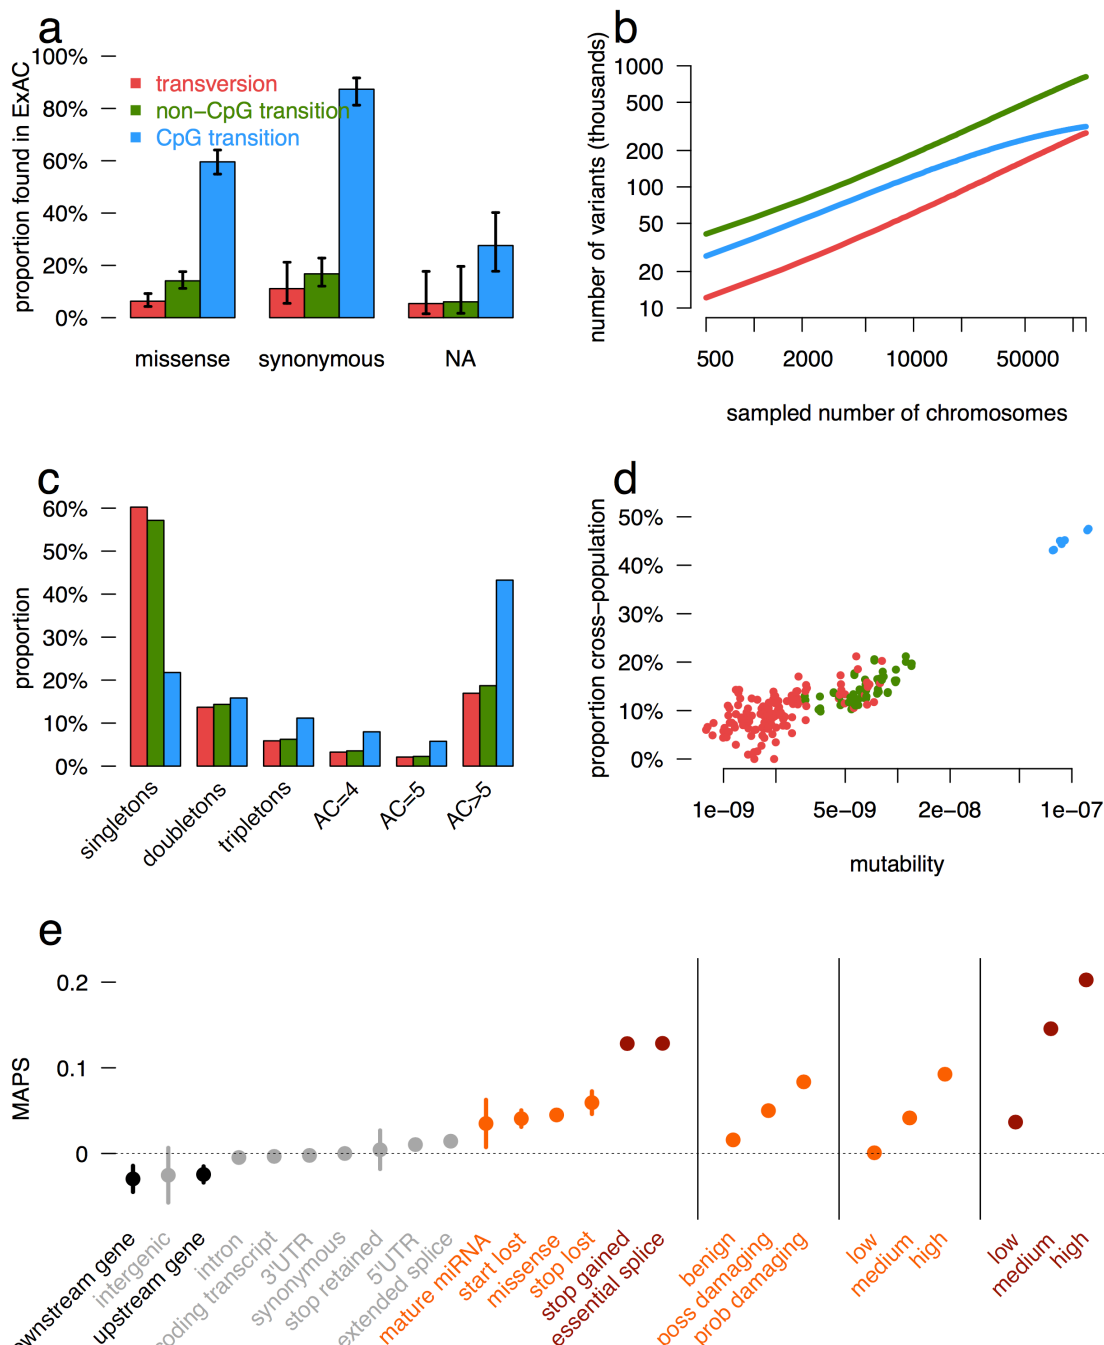 a
proportion found in ExAC
100%
80%
60%
40%
20%
0%
transversion
non−CpG transition
CpG transition
missense
synonymous
NA
b
number of variants (thousands)
1000
500
200
100
50
20
10
500
2000
10000
50000
sampled number of chromosomes
c
proportion
60%
50%
40%
30%
20%
10%
0%
singletons
doubletons
tripletons
AC=4
AC=5
AC>5
d
proportion cross−population
50%
40%
30%
20%
10%
0%
1e−09
5e−09
2e−08
1e−07
mutability
e
MAPS
0.2
0.1
0
wnstream gene
intergenic
upstream gene
intron
coding transcript
3'UTR
synonymous
stop retained
5'UTR
extended splice
mature miRNA
start lost
missense
stop lost
stop gained
essential splice
benign
poss damaging
prob damaging
low
medium
high
low
medium
high